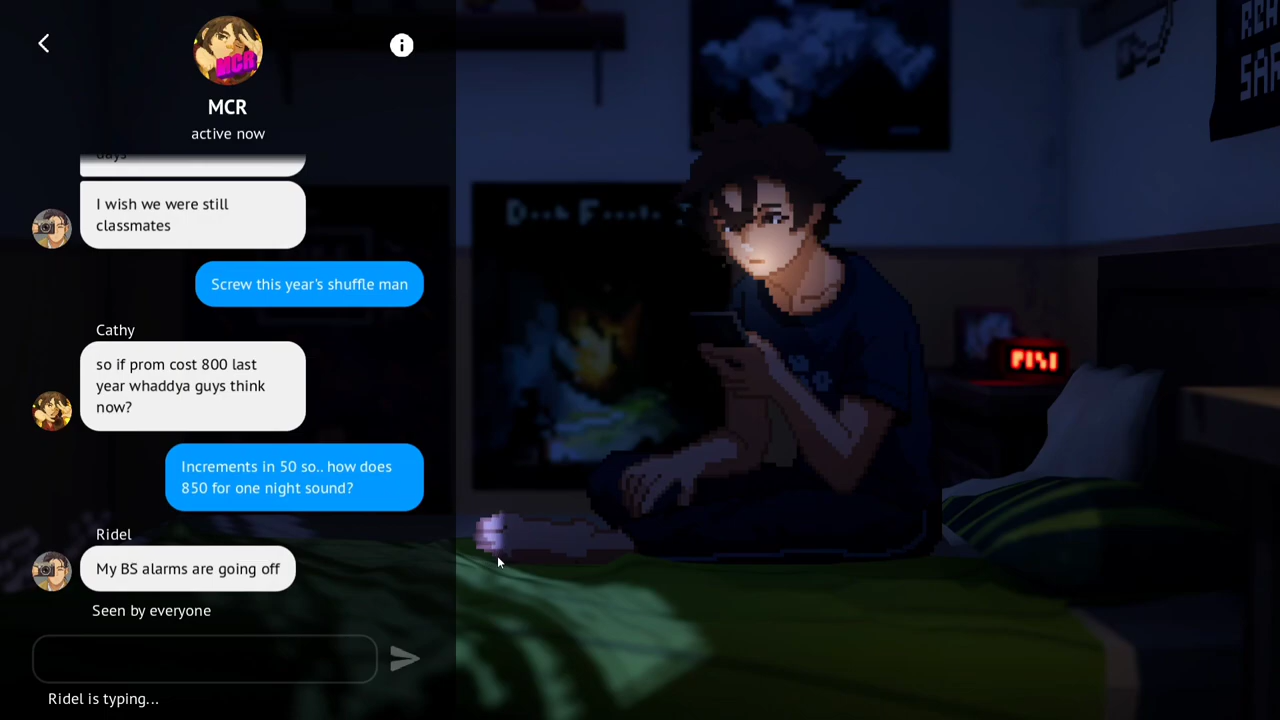 MCR
MCR
active now
days
I wish we were still
classmates
Screw this year's shuffle man
Cathy
so if prom cost 800 last
year whaddya guys think
now?
Increments in 50 so.. how does
850 for one night sound?
Ridel
My BS alarms are going off
Seen by everyone
Ridel is typing...